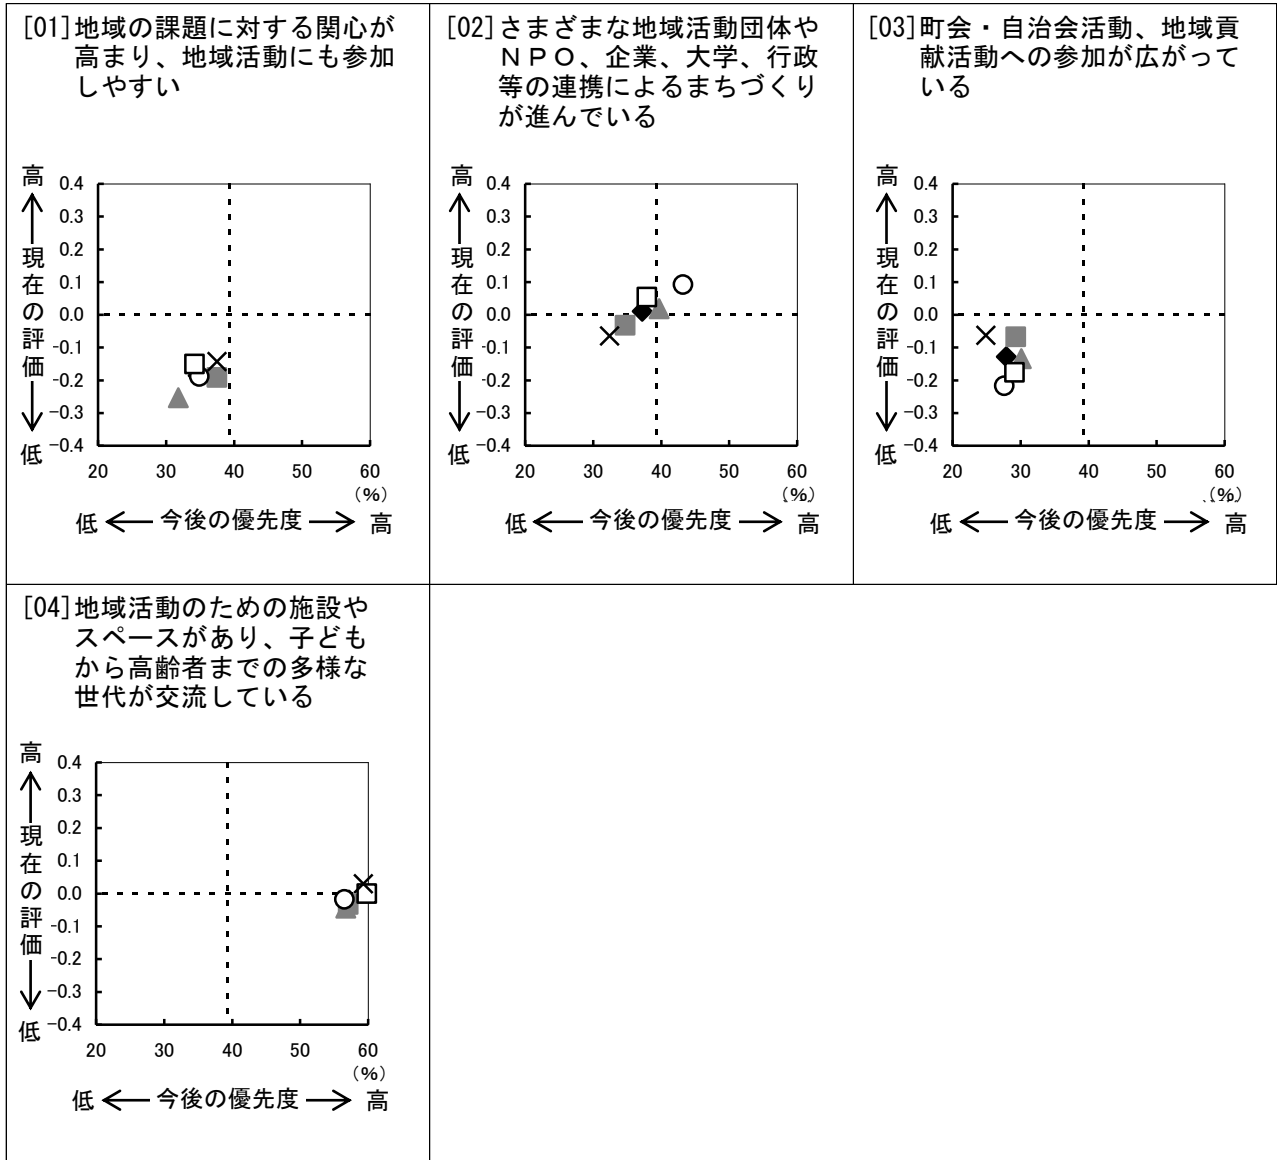 [01]地域の課題に対する関心が
高まり、地域活動にも参加
しやすい
高
現在の評価
低
0.4
0.3
0.2
0.1
0.0
-0.1
-0.2
-0.3
-0.4
20 30 40 50 60
(%)
低 ← 今後の優先度 → 高
[02]さまざまな地域活動団体や
NPO、企業、大学、行政
等の連携によるまちづくり
が進んでいる
高
現在の評価
低
0.4
0.3
0.2
0.1
0.0
-0.1
-0.2
-0.3
-0.4
20 30 40 50 60
(%)
低 ← 今後の優先度 → 高
[03]町会・自治会活動、地域貢
献活動への参加が広がって
いる
高
現在の評価
低
0.4
0.3
0.2
0.1
0.0
-0.1
-0.2
-0.3
-0.4
20 30 40 50 60
(%)
低 ← 今後の優先度 → 高
[04]地域活動のための施設や
スペースがあり、子ども
から高齢者までの多様な
世代が交流している
高
現在の評価
低
0.4
0.3
0.2
0.1
0.0
-0.1
-0.2
-0.3
-0.4
20 30 40 50 60
(%)
低 ← 今後の優先度 → 高